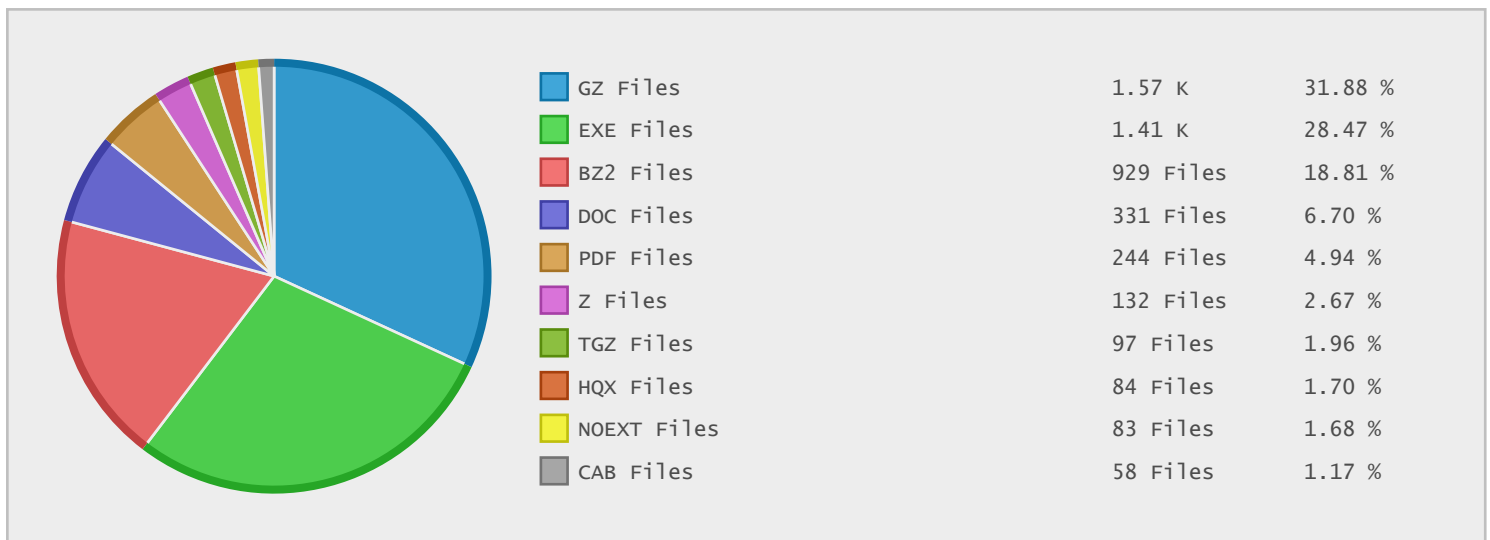 GZ Files 1.57 K 31.88 %
EXE Files 1.41 K 28.47 %
BZ2 Files 929 Files 18.81 %
DOC Files 331 Files 6.70 %
PDF Files 244 Files 4.94 %
Z Files 132 Files 2.67 %
TGZ Files 97 Files 1.96 %
HQX Files 84 Files 1.70 %
NOEXT Files 83 Files 1.68 %
CAB Files 58 Files 1.17 %